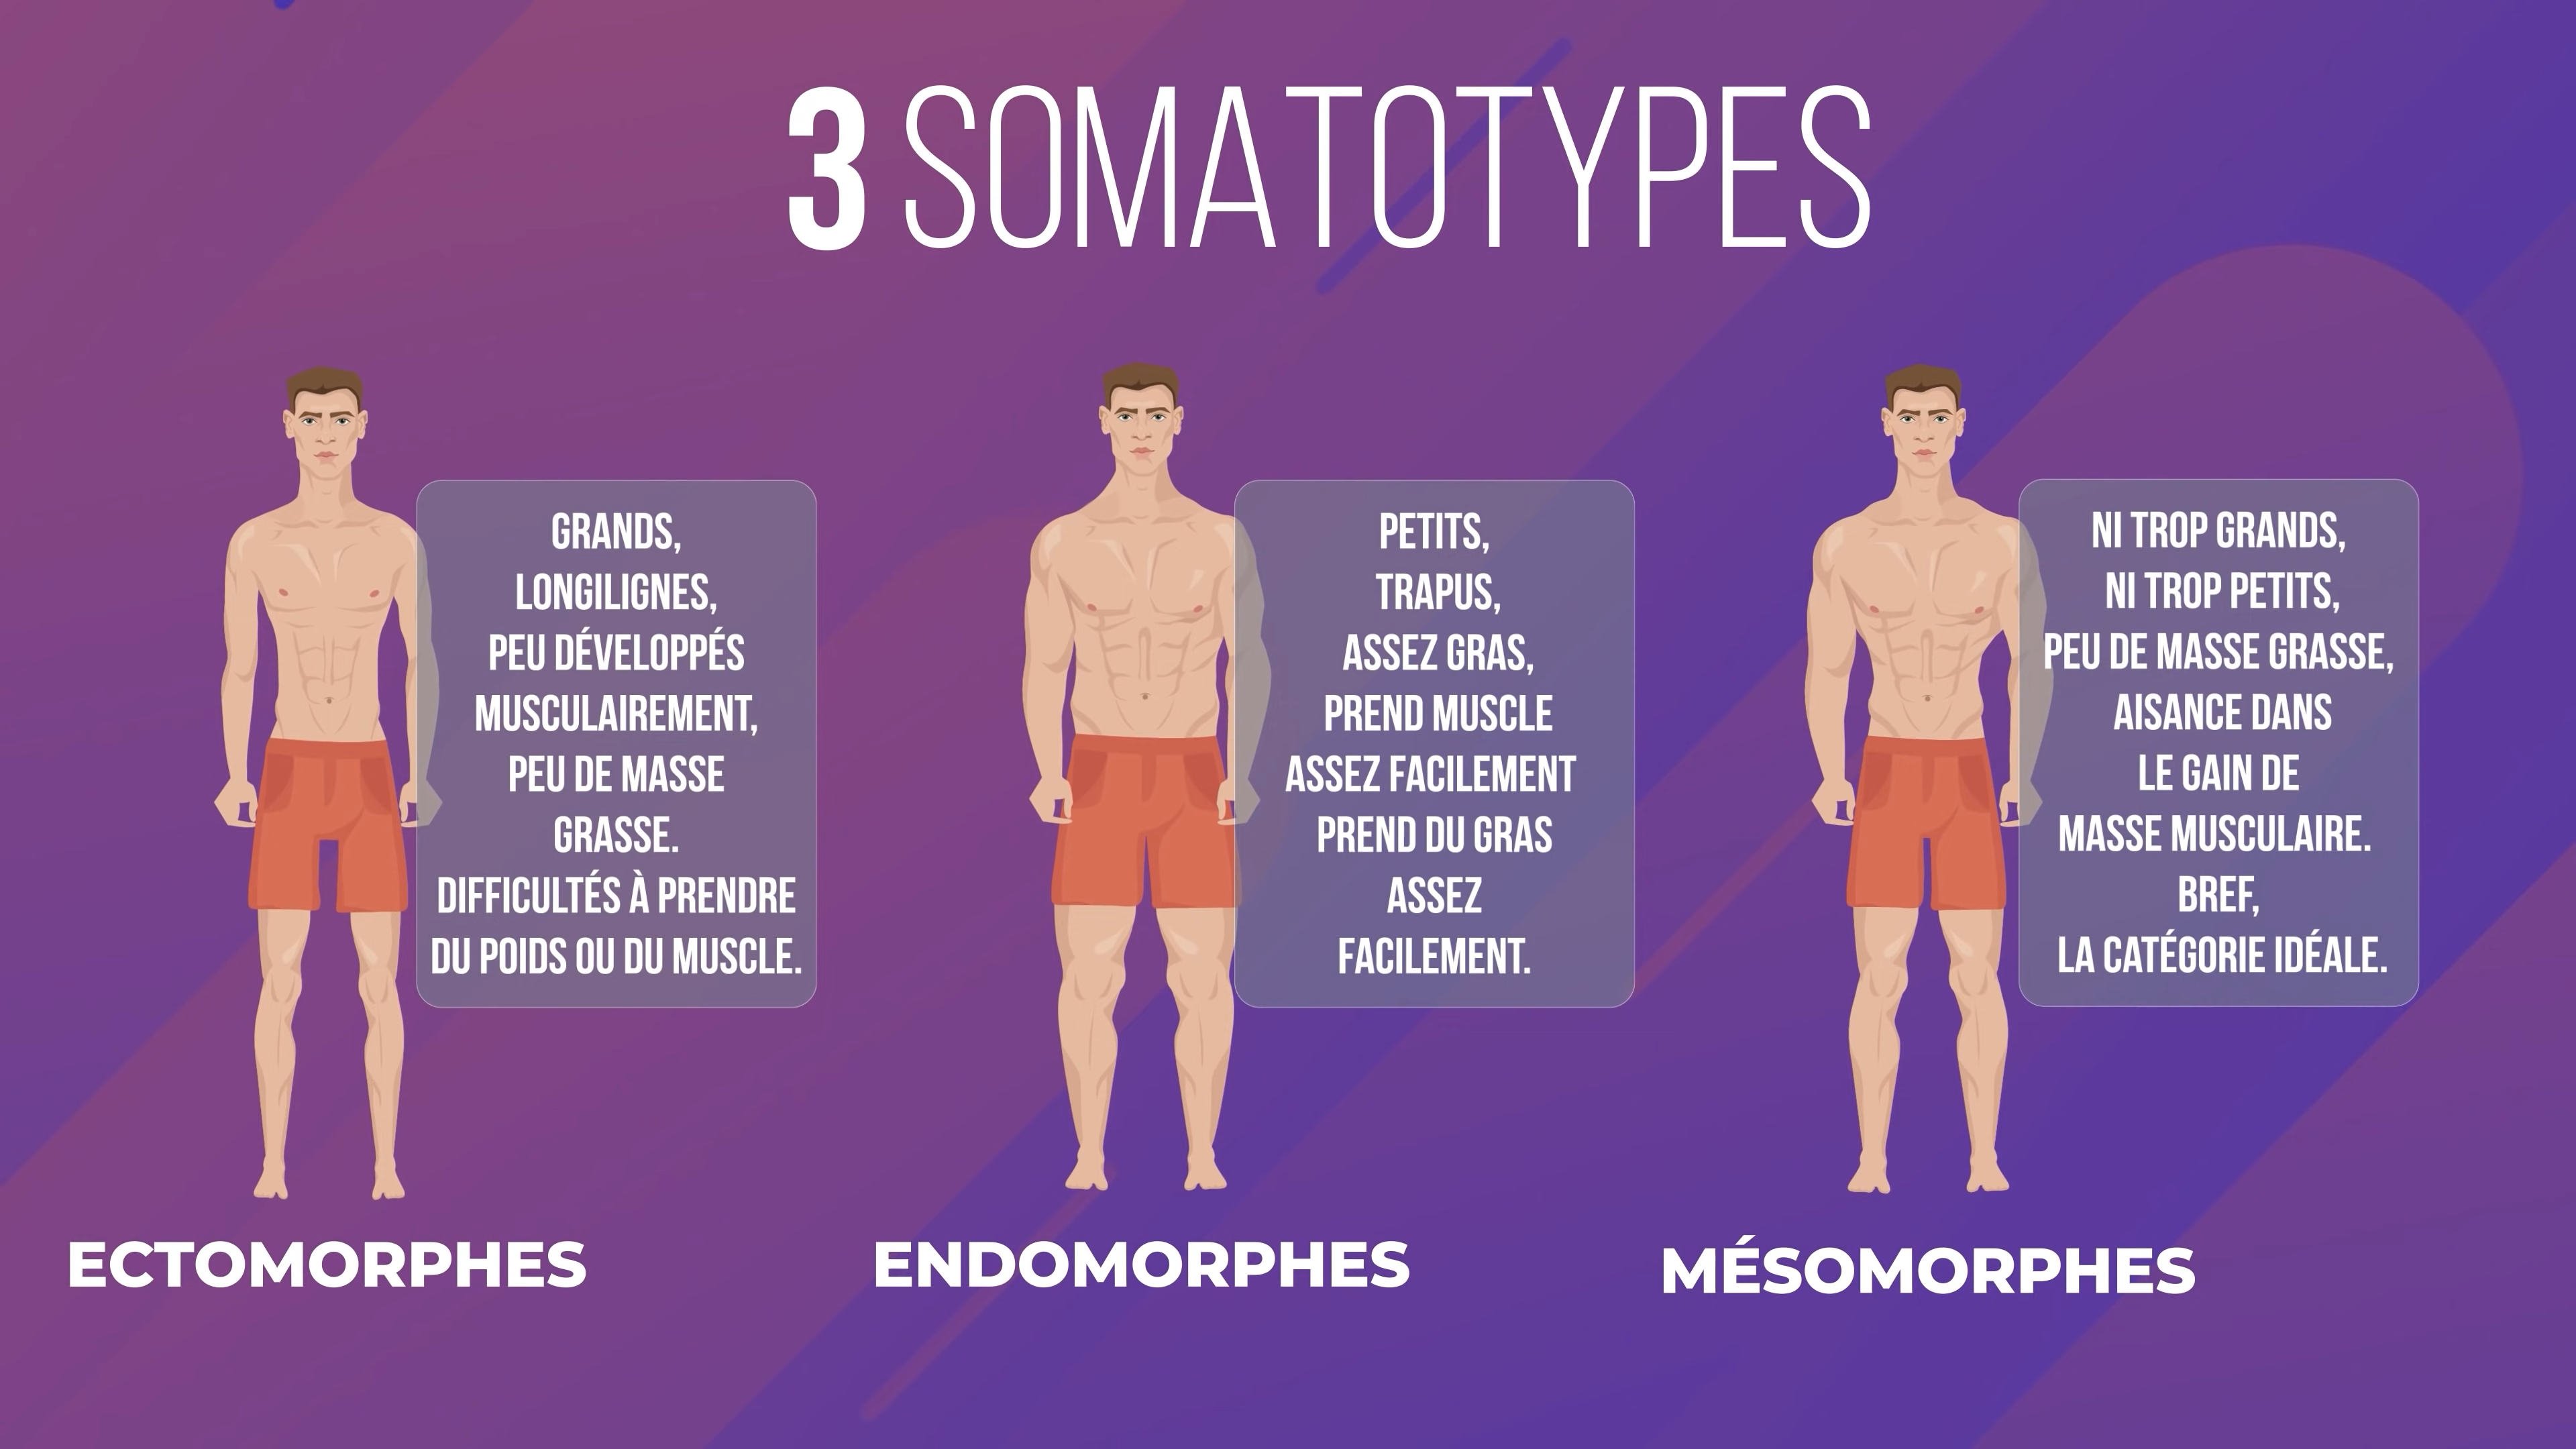 3 SOMATOTYPES
GRANDS,
LONGILIGNES,
PEU DÉVELOPPÉS
MUSCULAIREMENT,
PEU DE MASSE
GRASSE.
DIFFICULTÉS À PRENDRE
DU POIDS OU DU MUSCLE.
ECTOMORPHES
PETITS,
TRAPUS,
ASSEZ GRAS,
PREND MUSCLE
ASSEZ FACILEMENT
PREND DU GRAS
ASSEZ
FACILEMENT.
ENDOMORPHES
NI TROP GRANDS,
NI TROP PETITS,
PEU DE MASSE GRASSE,
AISANCE DANS
LE GAIN DE
MASSE MUSCULAIRE.
BREF,
LA CATÉGORIE IDÉALE.
MÉSOMORPHES